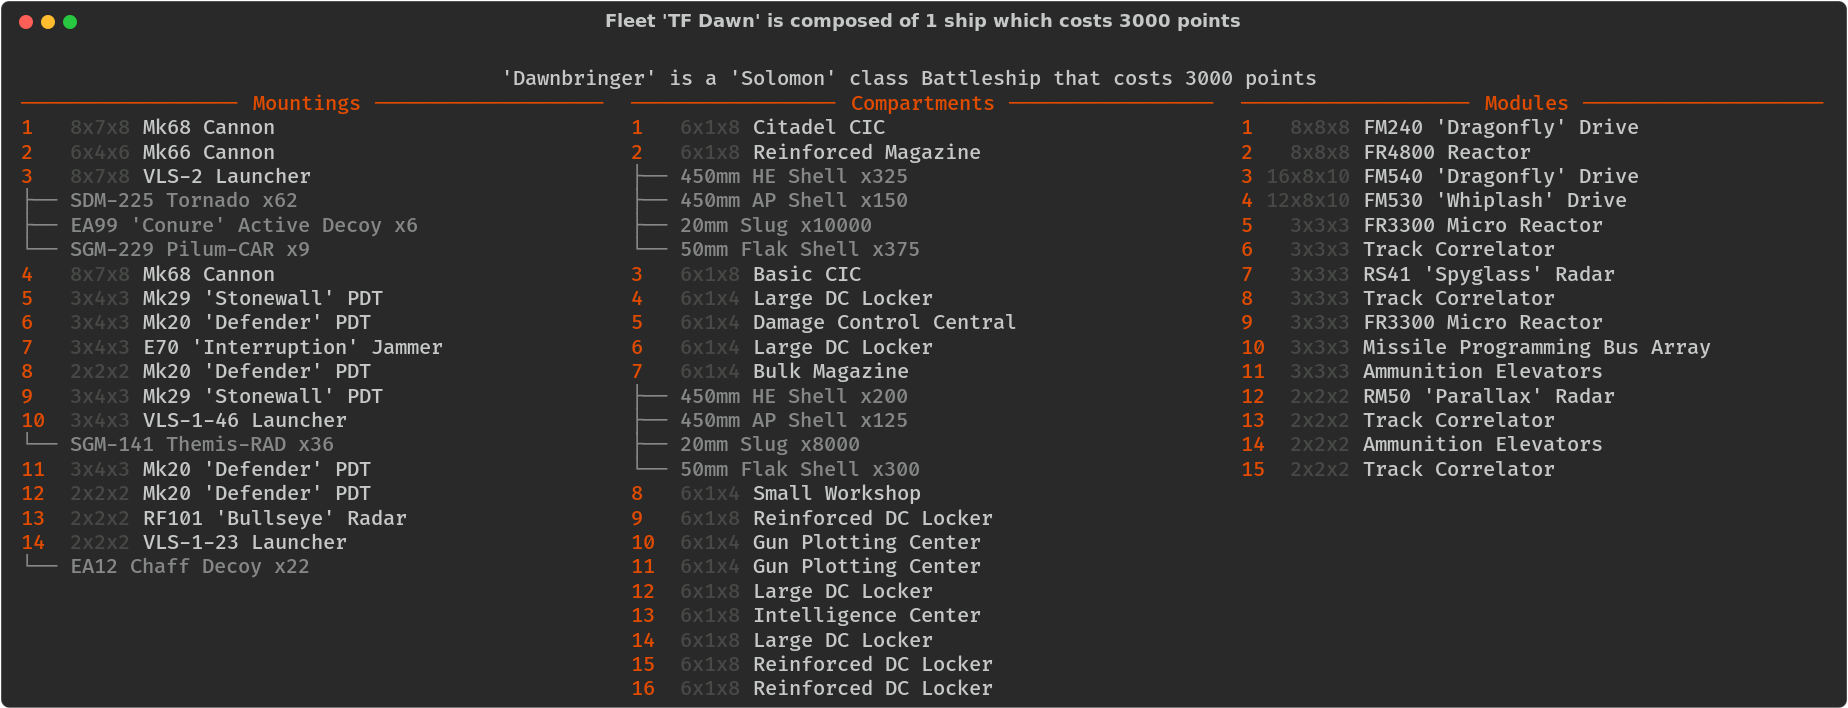 Fleet 'TF Dawn' is composed of 1 ship which costs 3000 points
'Dawnbringer' is a 'Solomon' class Battleship that costs 3000 points
Mountings
1 8x7x8 Mk68 Cannon
2 6x4x6 Mk66 Cannon
3 8x7x8 VLS-2 Launcher
SDM-225 Tornado x62
EA99 'Conure' Active Decoy x6
SGM-229 Pilum-CAR x9
4 8x7x8 Mk68 Cannon
5 3x4x3 Mk29 'Stonewall' PDT
6 3x4x3 Mk20 'Defender' PDT
7 3x4x3 E70 'Interruption' Jammer
8 2x2x2 Mk20 'Defender' PDT
9 3x4x3 Mk29 'Stonewall' PDT
10 3x4x3 VLS-1-46 Launcher
SGM-141 Themis-RAD x36
11 3x4x3 Mk20 'Defender' PDT
12 2x2x2 Mk20 'Defender' PDT
13 2x2x2 RF101 'Bullseye' Radar
14 2x2x2 VLS-1-23 Launcher
EA12 Chaff Decoy x22
Compartments
1 6x1x8 Citadel CIC
2 6x1x8 Reinforced Magazine
450mm HE Shell x325
450mm AP Shell x150
20mm Slug x10000
50mm Flak Shell x375
3 6x1x8 Basic CIC
4 6x1x4 Large DC Locker
5 6x1x4 Damage Control Central
6 6x1x4 Large DC Locker
7 6x1x4 Bulk Magazine
450mm HE Shell x200
450mm AP Shell x125
20mm Slug x8000
50mm Flak Shell x300
8 6x1x4 Small Workshop
9 6x1x8 Reinforced DC Locker
10 6x1x4 Gun Plotting Center
11 6x1x4 Gun Plotting Center
12 6x1x8 Large DC Locker
13 6x1x8 Intelligence Center
14 6x1x8 Large DC Locker
15 6x1x8 Reinforced DC Locker
16 6x1x8 Reinforced DC Locker
Modules
1 8x8x8 FM240 'Dragonfly' Drive
2 8x8x8 FR4800 Reactor
3 16x8x10 FM540 'Dragonfly' Drive
4 12x8x10 FM530 'Whiplash' Drive
5 3x3x3 FR3300 Micro Reactor
6 3x3x3 Track Correlator
7 3x3x3 RS41 'Spyglass' Radar
8 3x3x3 Track Correlator
9 3x3x3 FR3300 Micro Reactor
10 3x3x3 Missile Programming Bus Array
11 3x3x3 Ammunition Elevators
12 2x2x2 RM50 'Parallax' Radar
13 2x2x2 Track Correlator
14 2x2x2 Ammunition Elevators
15 2x2x2 Track Correlator